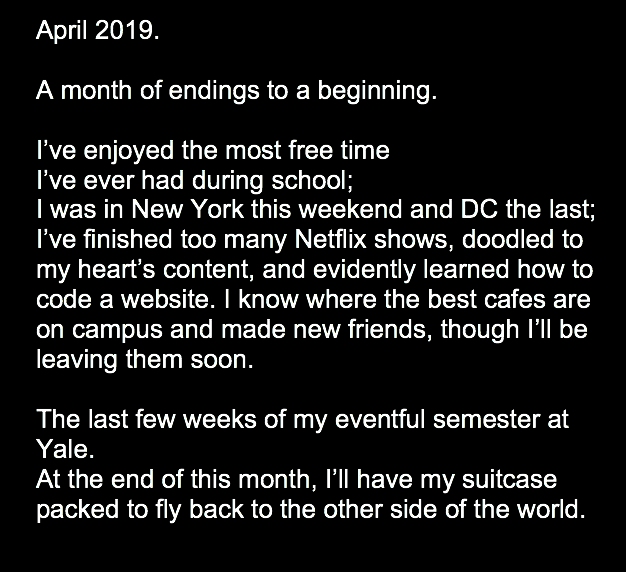 April 2019.
A month of endings to a beginning.
I’ve enjoyed the most free time
I’ve ever had during school;
I was in New York this weekend and DC the last;
I’ve finished too many Netflix shows, doodled to
my heart’s content, and evidently learned how to
code a website. I know where the best cafes are
on campus and made new friends, though I’ll be
leaving them soon.
The last few weeks of my eventful semester at
Yale.
At the end of this month, I’ll have my suitcase
packed to fly back to the other side of the world.